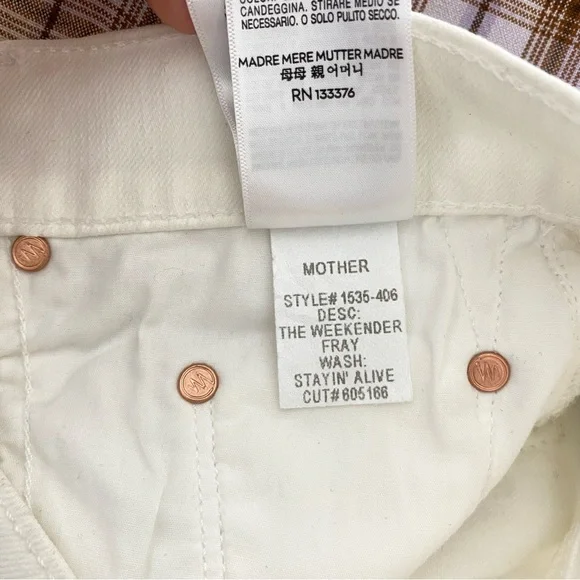 CANDEGGINA. STIRARE MEDIO SE
NECESSARIO. O SOLO PULITO SECCO.
MADRE MERE MUTTER MADRE
母母 親 어머니
RN 133376
MOTHER
STYLE# 1535-406
DESC:
THE WEEKENDER
FRAY
WASH:
STAYIN' ALIVE
CUT# 605166